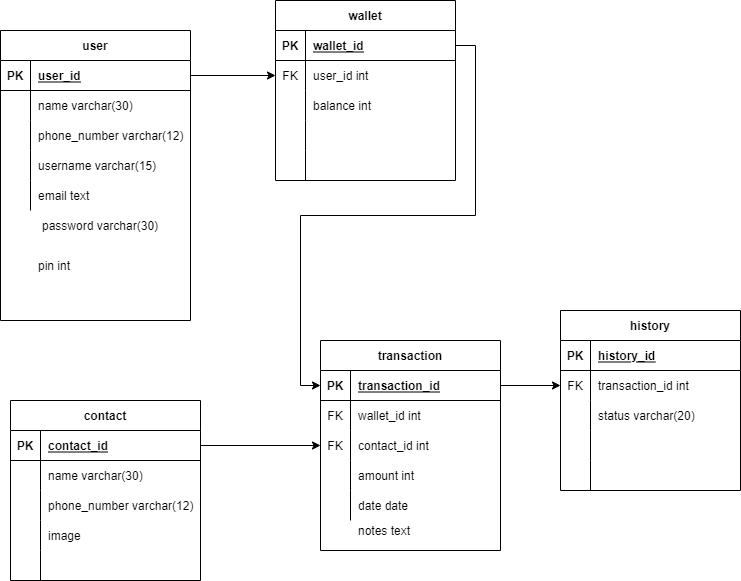 user
PK user_id
name varchar(30)
phone_number varchar(12)
username varchar(15)
email text
password varchar(30)
pin int
wallet
PK wallet_id
FK user_id int
balance int
contact
PK contact_id
name varchar(30)
phone_number varchar(12)
image
transaction
PK transaction_id
FK wallet_id int
FK contact_id int
amount int
date date
notes text
history
PK history_id
FK transaction_id int
status varchar(20)